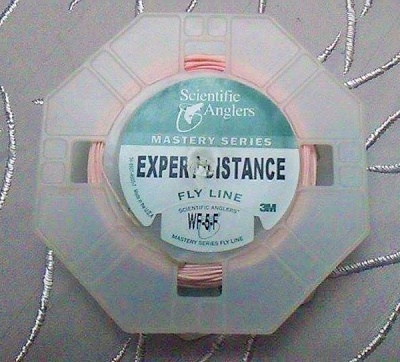 Scientific
Anglers
MASTERY SERIES
EXPERT DISTANCE
FLY LINE
SCIENTIFIC ANGLERS
WF-5-F
3M
MASTERY SERIES FLY LINE